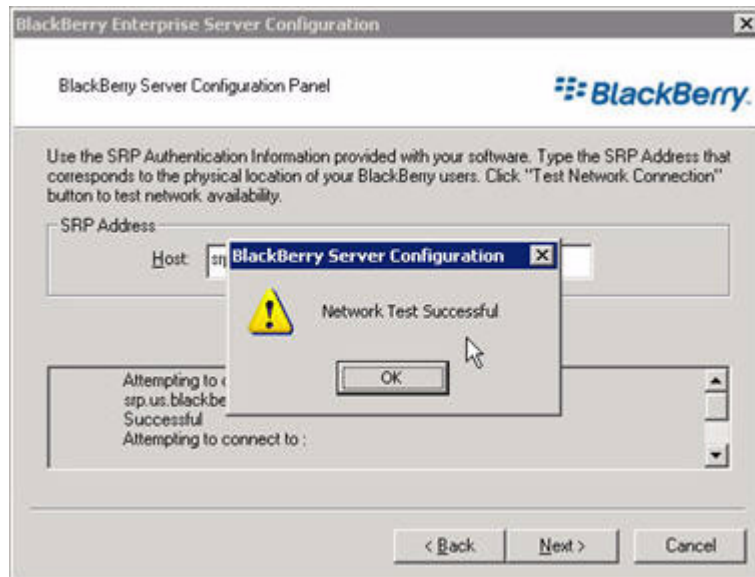 BlackBerry Enterprise Server Configuration
BlackBerry Server Configuration Panel
BlackBerry.
Use the SRP Authentication Information provided with your software. Type the SRP Address that
corresponds to the physical location of your BlackBerry users. Click "Test Network Connection"
button to test network availability.
SRP Address
Host:
BlackBerry Server Configuration
Network Test Successful
OK
Attempting to
srp.us.blackbe
Successful
Attempting to connect to :
< Back
Next >
Cancel